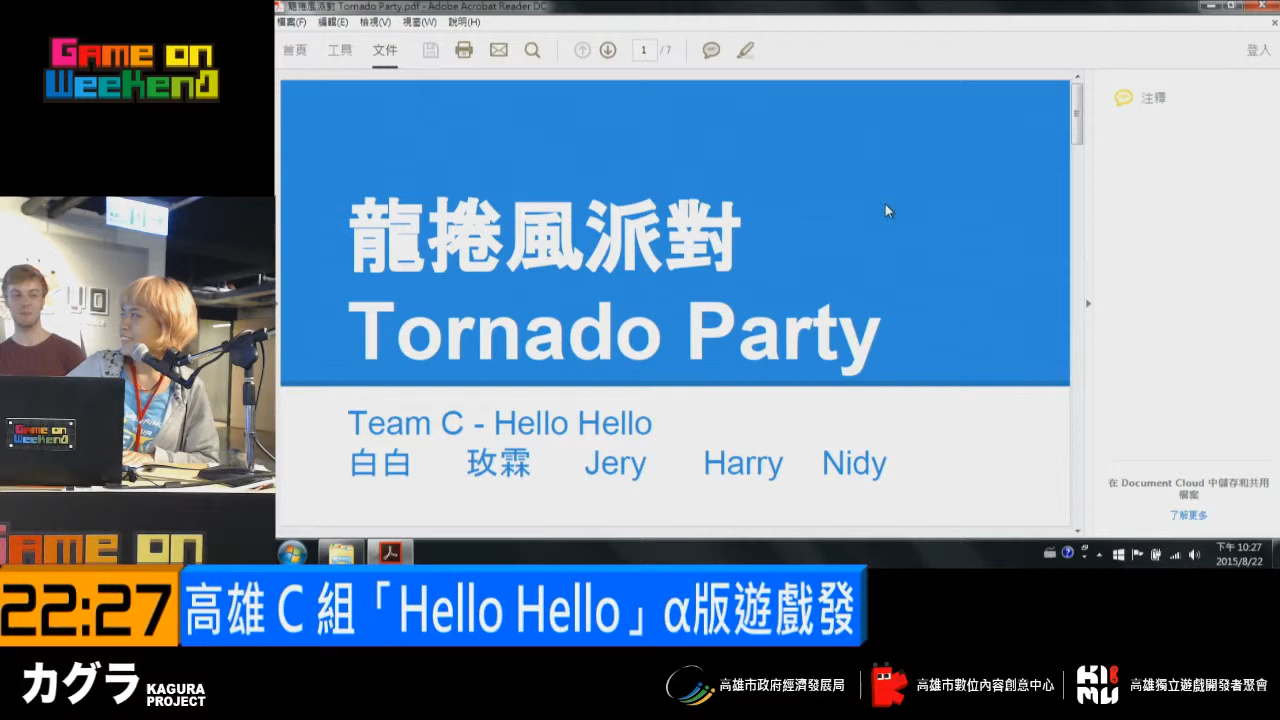 龍捲風派對 Tornado Party.pdf - Adobe Acrobat Reader DC
檔案(F) 編輯(E) 檢視(V) 視窗(W) 說明(H)
首頁 工具 文件 1 / 7 登入
GAME ON
WEEKEND
注釋
龍捲風派對
Tornado Party
Team C - Hello Hello
白白 玫霖 Jery Harry Nidy
在 Document Cloud 中儲存和共用
檔案
了解更多
GAME ON
WEEKEND
GAME ON
下午 10:27
2015/8/22
22:27 高雄 C 組「Hello Hello」α版遊戲發
カグラ KAGURA
PROJECT
高雄市政府經濟發展局 高雄市數位內容創意中心 KIMU 高雄獨立遊戲開發者聚會